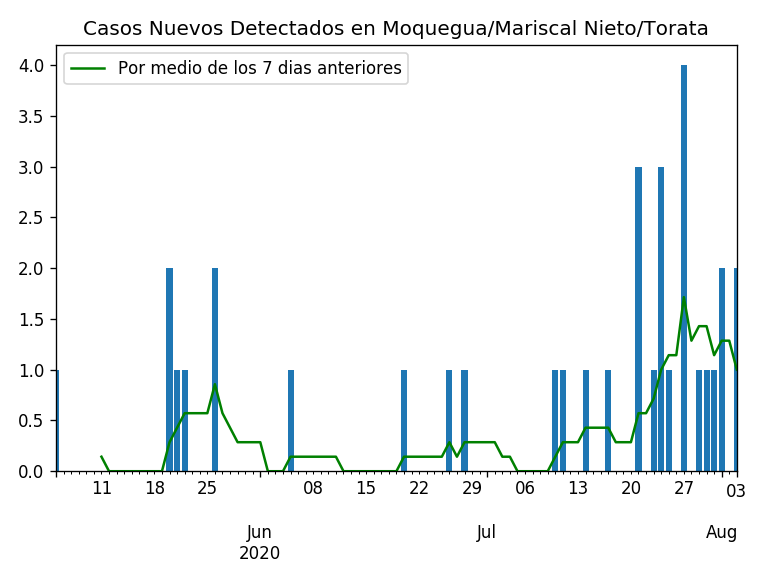 Casos Nuevos Detectados en Moquegua/Mariscal Nieto/Torata
Por medio de los 7 dias anteriores
4.0
3.5
3.0
2.5
2.0
1.5
1.0
0.5
0.0
11 18 25 08 15 22 29 06 13 20 27 03
Jun Jul Aug
2020